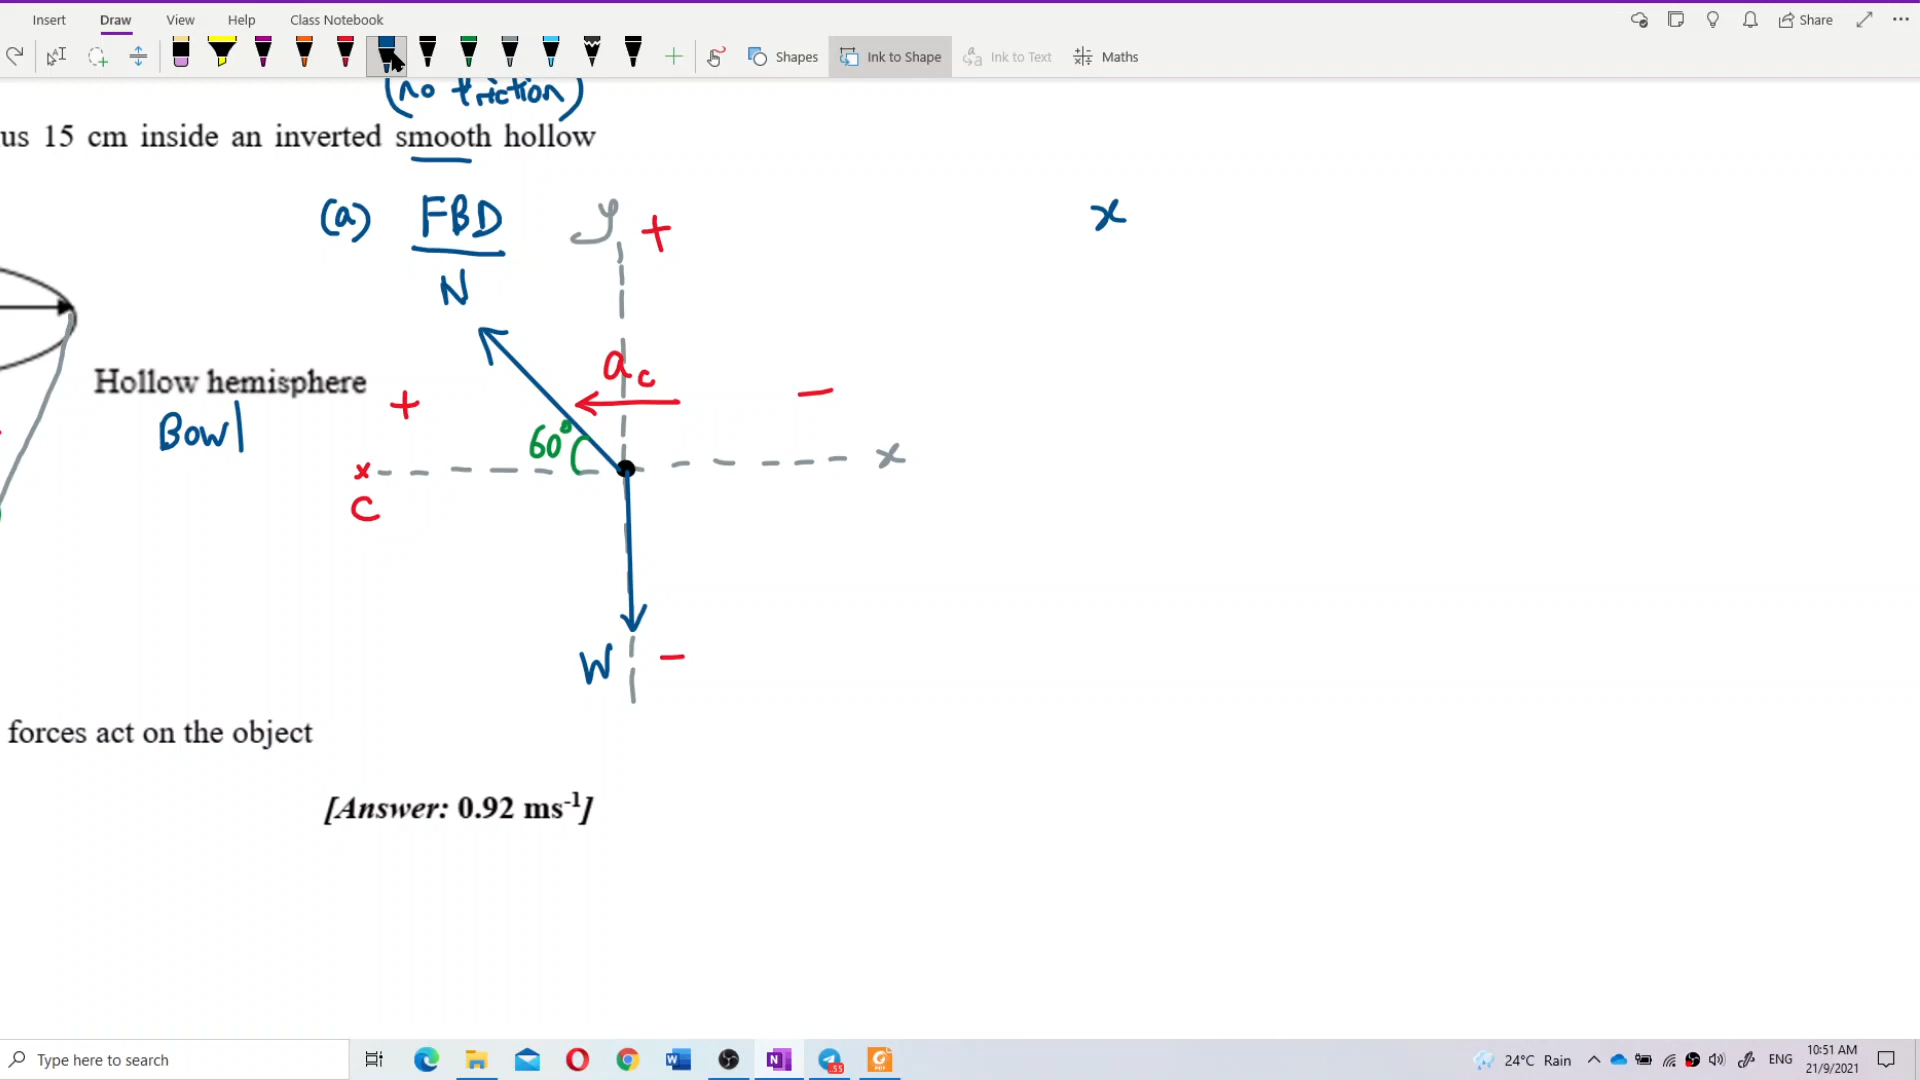 Insert Draw View Help Class Notebook Share
Shapes Ink to Shape Ink to Text Maths
(no friction)
us 15 cm inside an inverted smooth hollow
(a) FBD y + x
N
ac
Hollow hemisphere + −
Bowl 60° x
x
C
W −
forces act on the object
[Answer: 0.92 ms⁻¹]
Type here to search 24°C Rain ENG 10:51 AM
21/9/2021